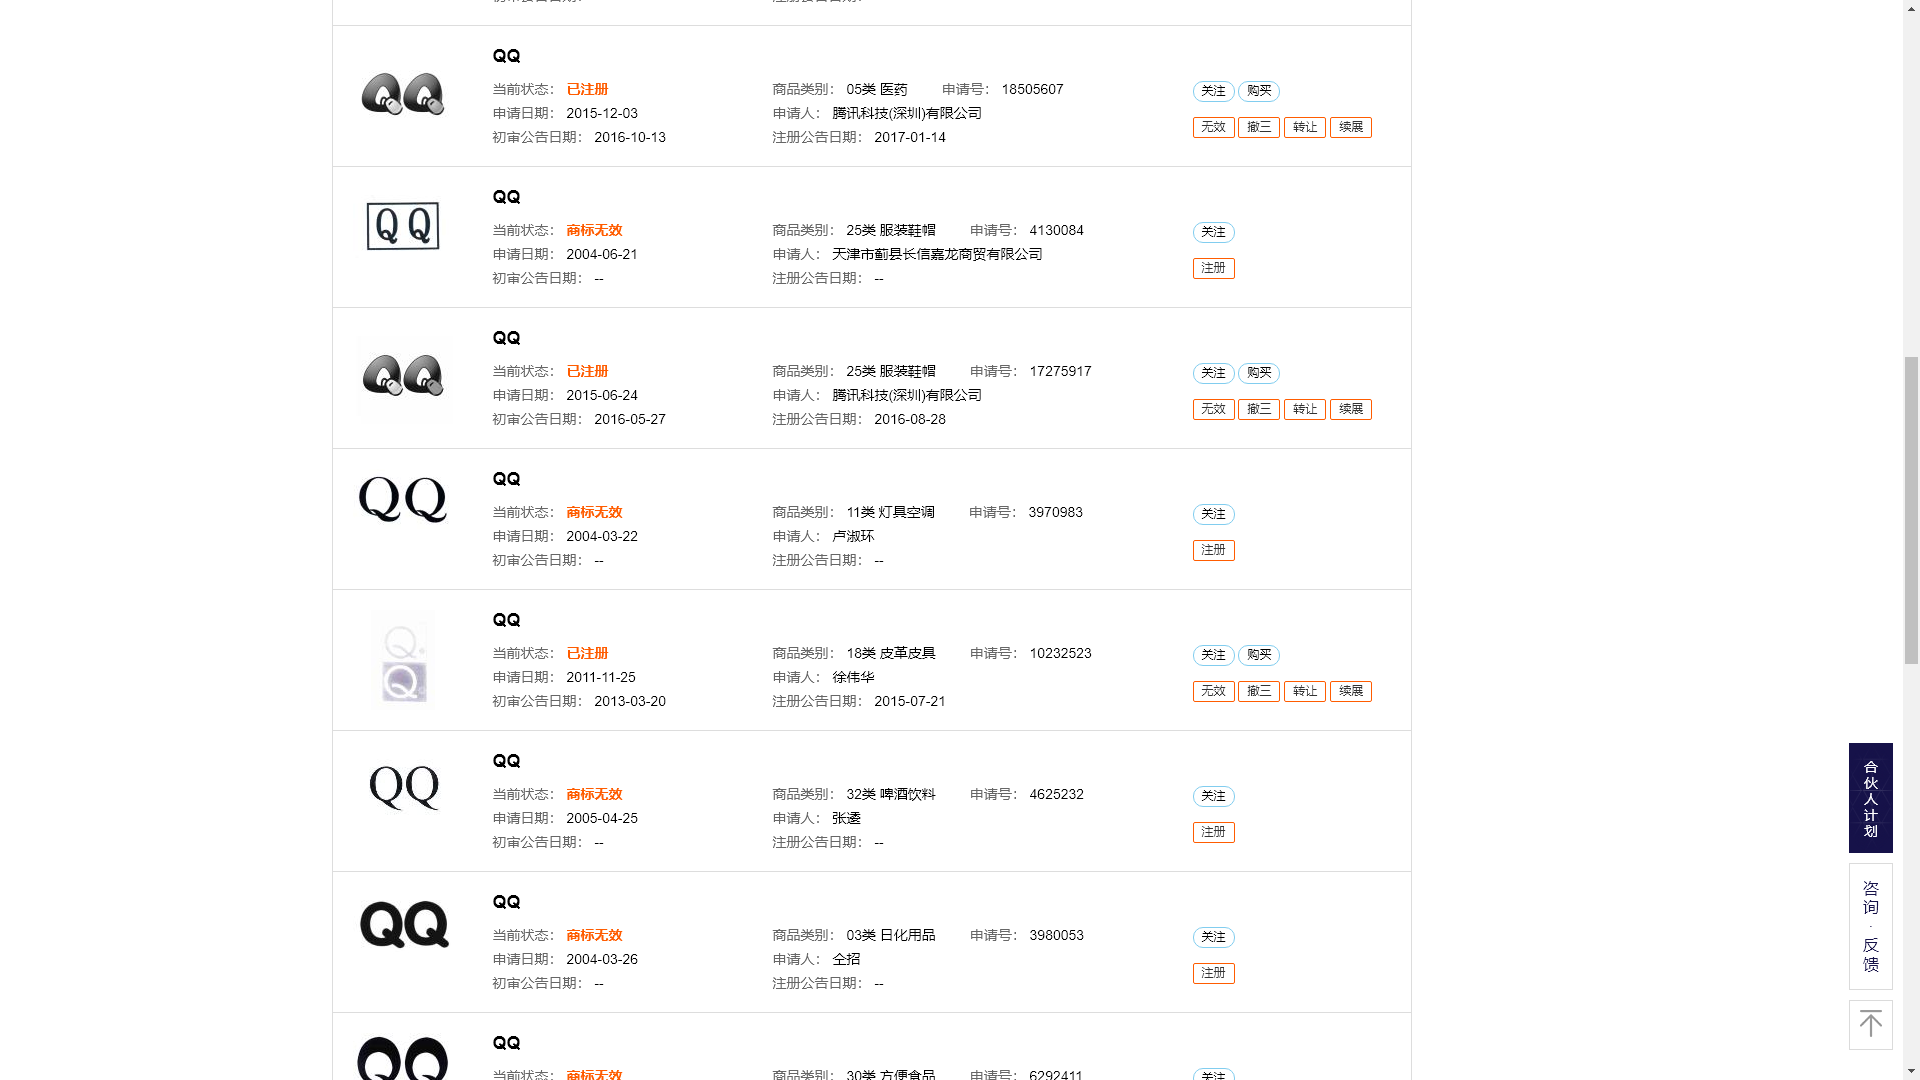 QQ
当前状态： 已注册 商品类别： 05类 医药 申请号： 18505607 关注 购买
申请日期： 2015-12-03 申请人： 腾讯科技(深圳)有限公司 无效 撤三 转让 续展
初审公告日期： 2016-10-13 注册公告日期： 2017-01-14
QQ
QQ
当前状态： 商标无效 商品类别： 25类 服装鞋帽 申请号： 4130084 关注
申请日期： 2004-06-21 申请人： 天津市蓟县长信嘉龙商贸有限公司 注册
初审公告日期： -- 注册公告日期： --
QQ
当前状态： 已注册 商品类别： 25类 服装鞋帽 申请号： 17275917 关注 购买
申请日期： 2015-06-24 申请人： 腾讯科技(深圳)有限公司 无效 撤三 转让 续展
初审公告日期： 2016-05-27 注册公告日期： 2016-08-28
QQ
QQ
当前状态： 商标无效 商品类别： 11类 灯具空调 申请号： 3970983 关注
申请日期： 2004-03-22 申请人： 卢淑环 注册
初审公告日期： -- 注册公告日期： --
Q
Q
QQ
当前状态： 已注册 商品类别： 18类 皮革皮具 申请号： 10232523 关注 购买
申请日期： 2011-11-25 申请人： 徐伟华 无效 撤三 转让 续展
初审公告日期： 2013-03-20 注册公告日期： 2015-07-21
QQ
QQ
当前状态： 商标无效 商品类别： 32类 啤酒饮料 申请号： 4625232 关注
申请日期： 2005-04-25 申请人： 张逶 注册
初审公告日期： -- 注册公告日期： --
QQ
QQ
当前状态： 商标无效 商品类别： 03类 日化用品 申请号： 3980053 关注
申请日期： 2004-03-26 申请人： 仝招 注册
初审公告日期： -- 注册公告日期： --
QQ
QQ
当前状态： 商标无效 商品类别： 30类 方便食品 申请号： 6292411 关注
合伙人计划
咨询·反馈